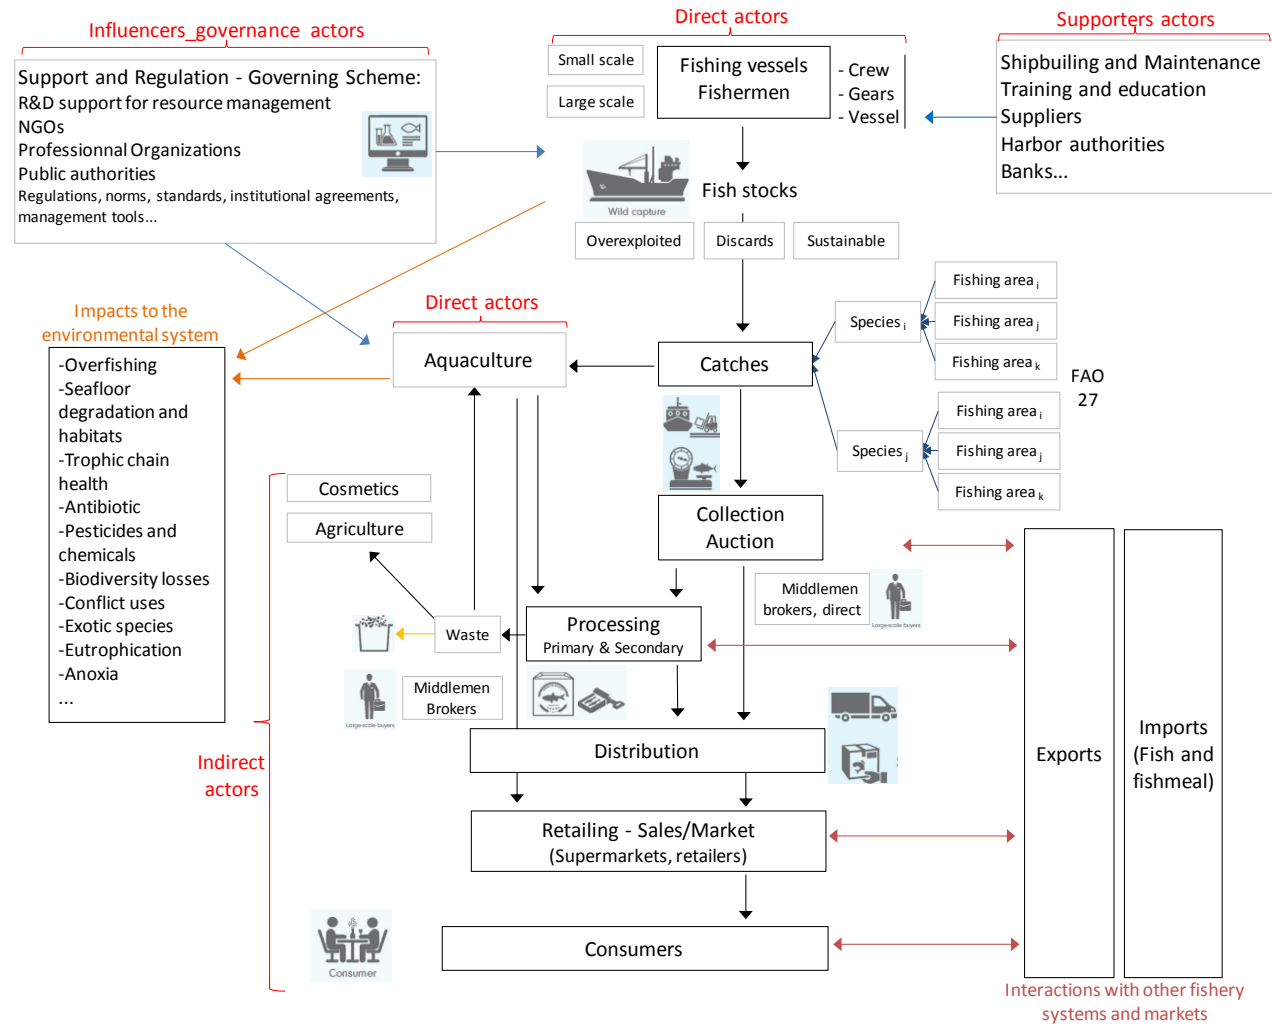 Influencers_governance actors
Direct actors
Supporters actors
Support and Regulation - Governing Scheme:
R&D support for resource management
NGOs
Professionnal Organizations
Public authorities
Regulations, norms, standards, institutional agreements,
management tools...
Small scale
Large scale
Fishing vessels
Fishermen
- Crew
- Gears
- Vessel
Shipbuiling and Maintenance
Training and education
Suppliers
Harbor authorities
Banks...
Wild capture
Fish stocks
Overexploited
Discards
Sustainable
Impacts to the
environmental system
-Overfishing
-Seafloor
degradation and
habitats
-Trophic chain
health
-Antibiotic
-Pesticides and
chemicals
-Biodiversity losses
-Conflict uses
-Exotic species
-Eutrophication
-Anoxia
...
Direct actors
Aquaculture
Catches
Species i
Fishing area i
Fishing area j
Fishing area k
Species j
Fishing area i
Fishing area j
Fishing area k
FAO
27
Cosmetics
Agriculture
Collection
Auction
Middlemen
brokers, direct
Large-scale buyers
Processing
Primary & Secondary
Waste
Large-scale buyers
Middlemen
Brokers
Indirect
actors
Distribution
Retailing - Sales/Market
(Supermarkets, retailers)
Consumer
Consumers
Exports
Imports
(Fish and
fishmeal)
Interactions with other fishery
systems and markets